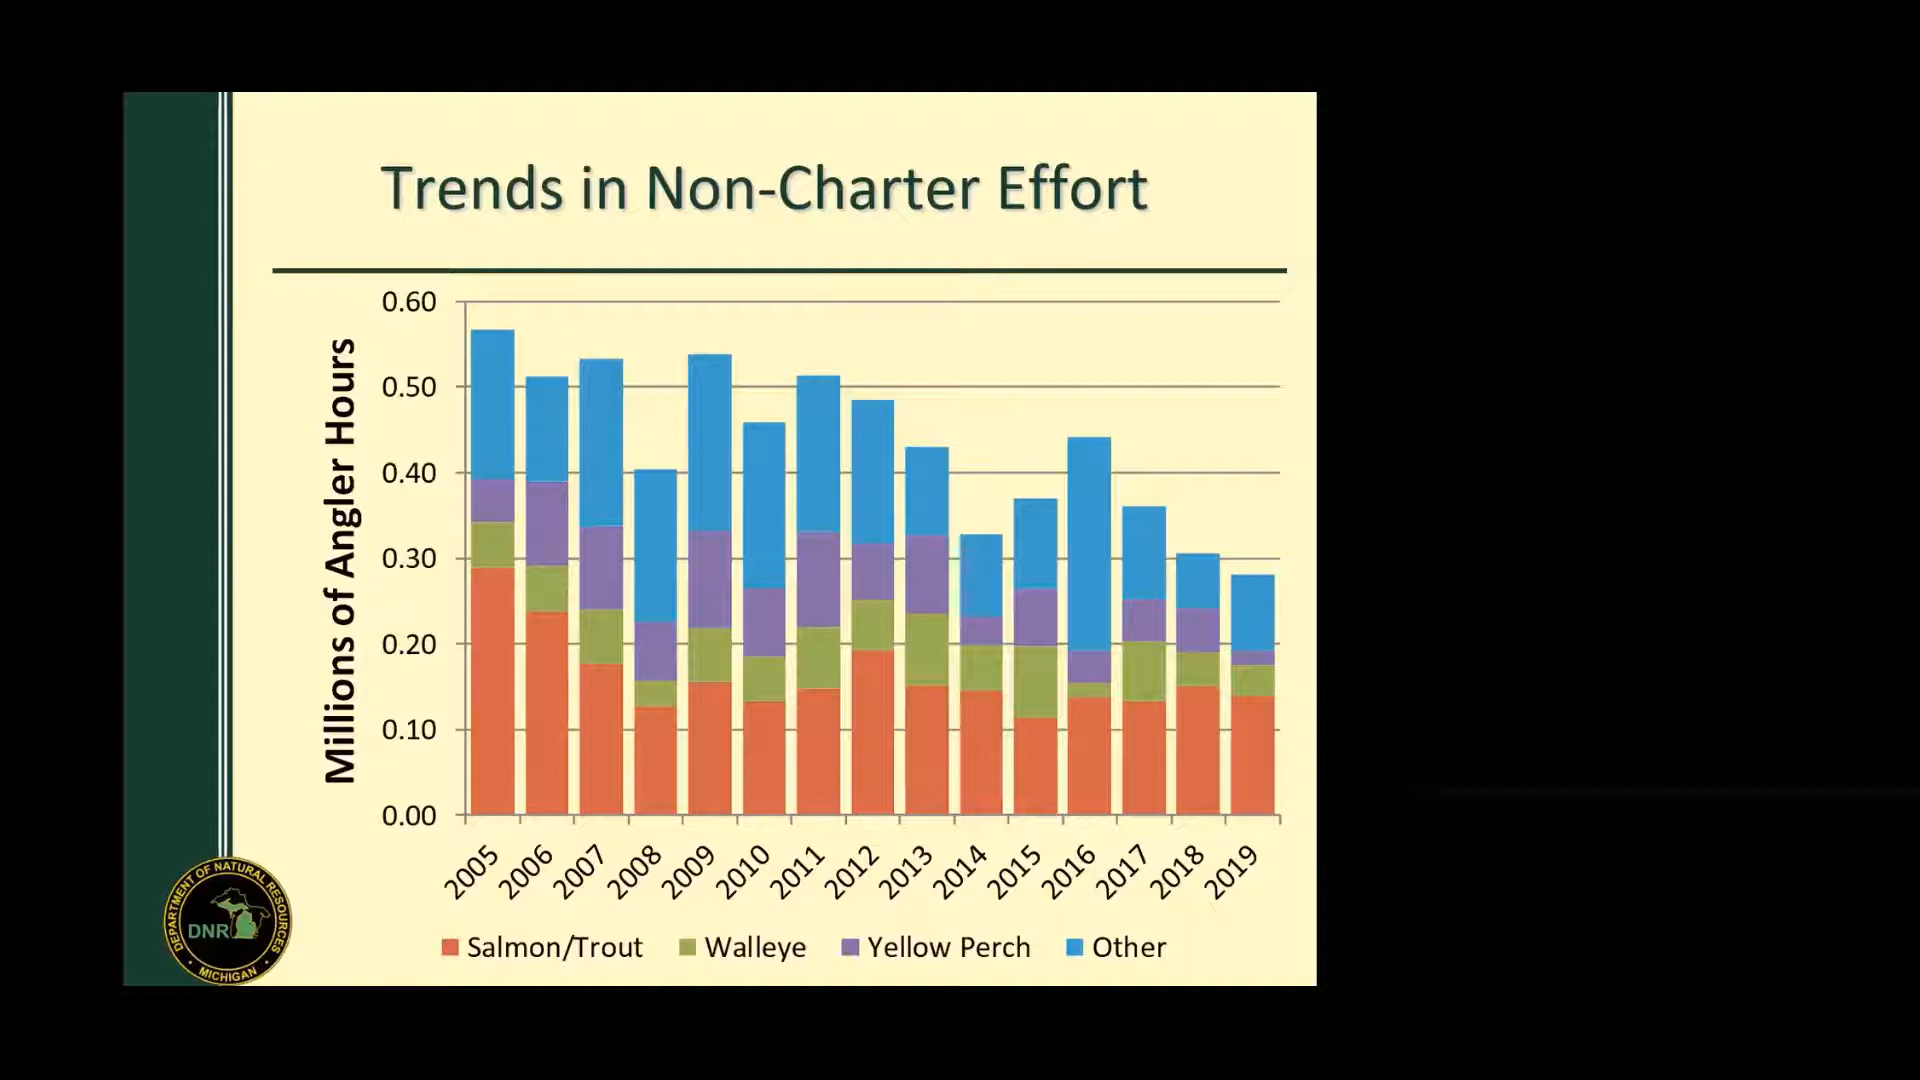 Trends in Non-Charter Effort
Millions of Angler Hours
0.60
0.50
0.40
0.30
0.20
0.10
0.00
2005 2006 2007 2008 2009 2010 2011 2012 2013 2014 2015 2016 2017 2018 2019
Salmon/Trout Walleye Yellow Perch Other
DEPARTMENT OF NATURAL RESOURCES
DNR
MICHIGAN